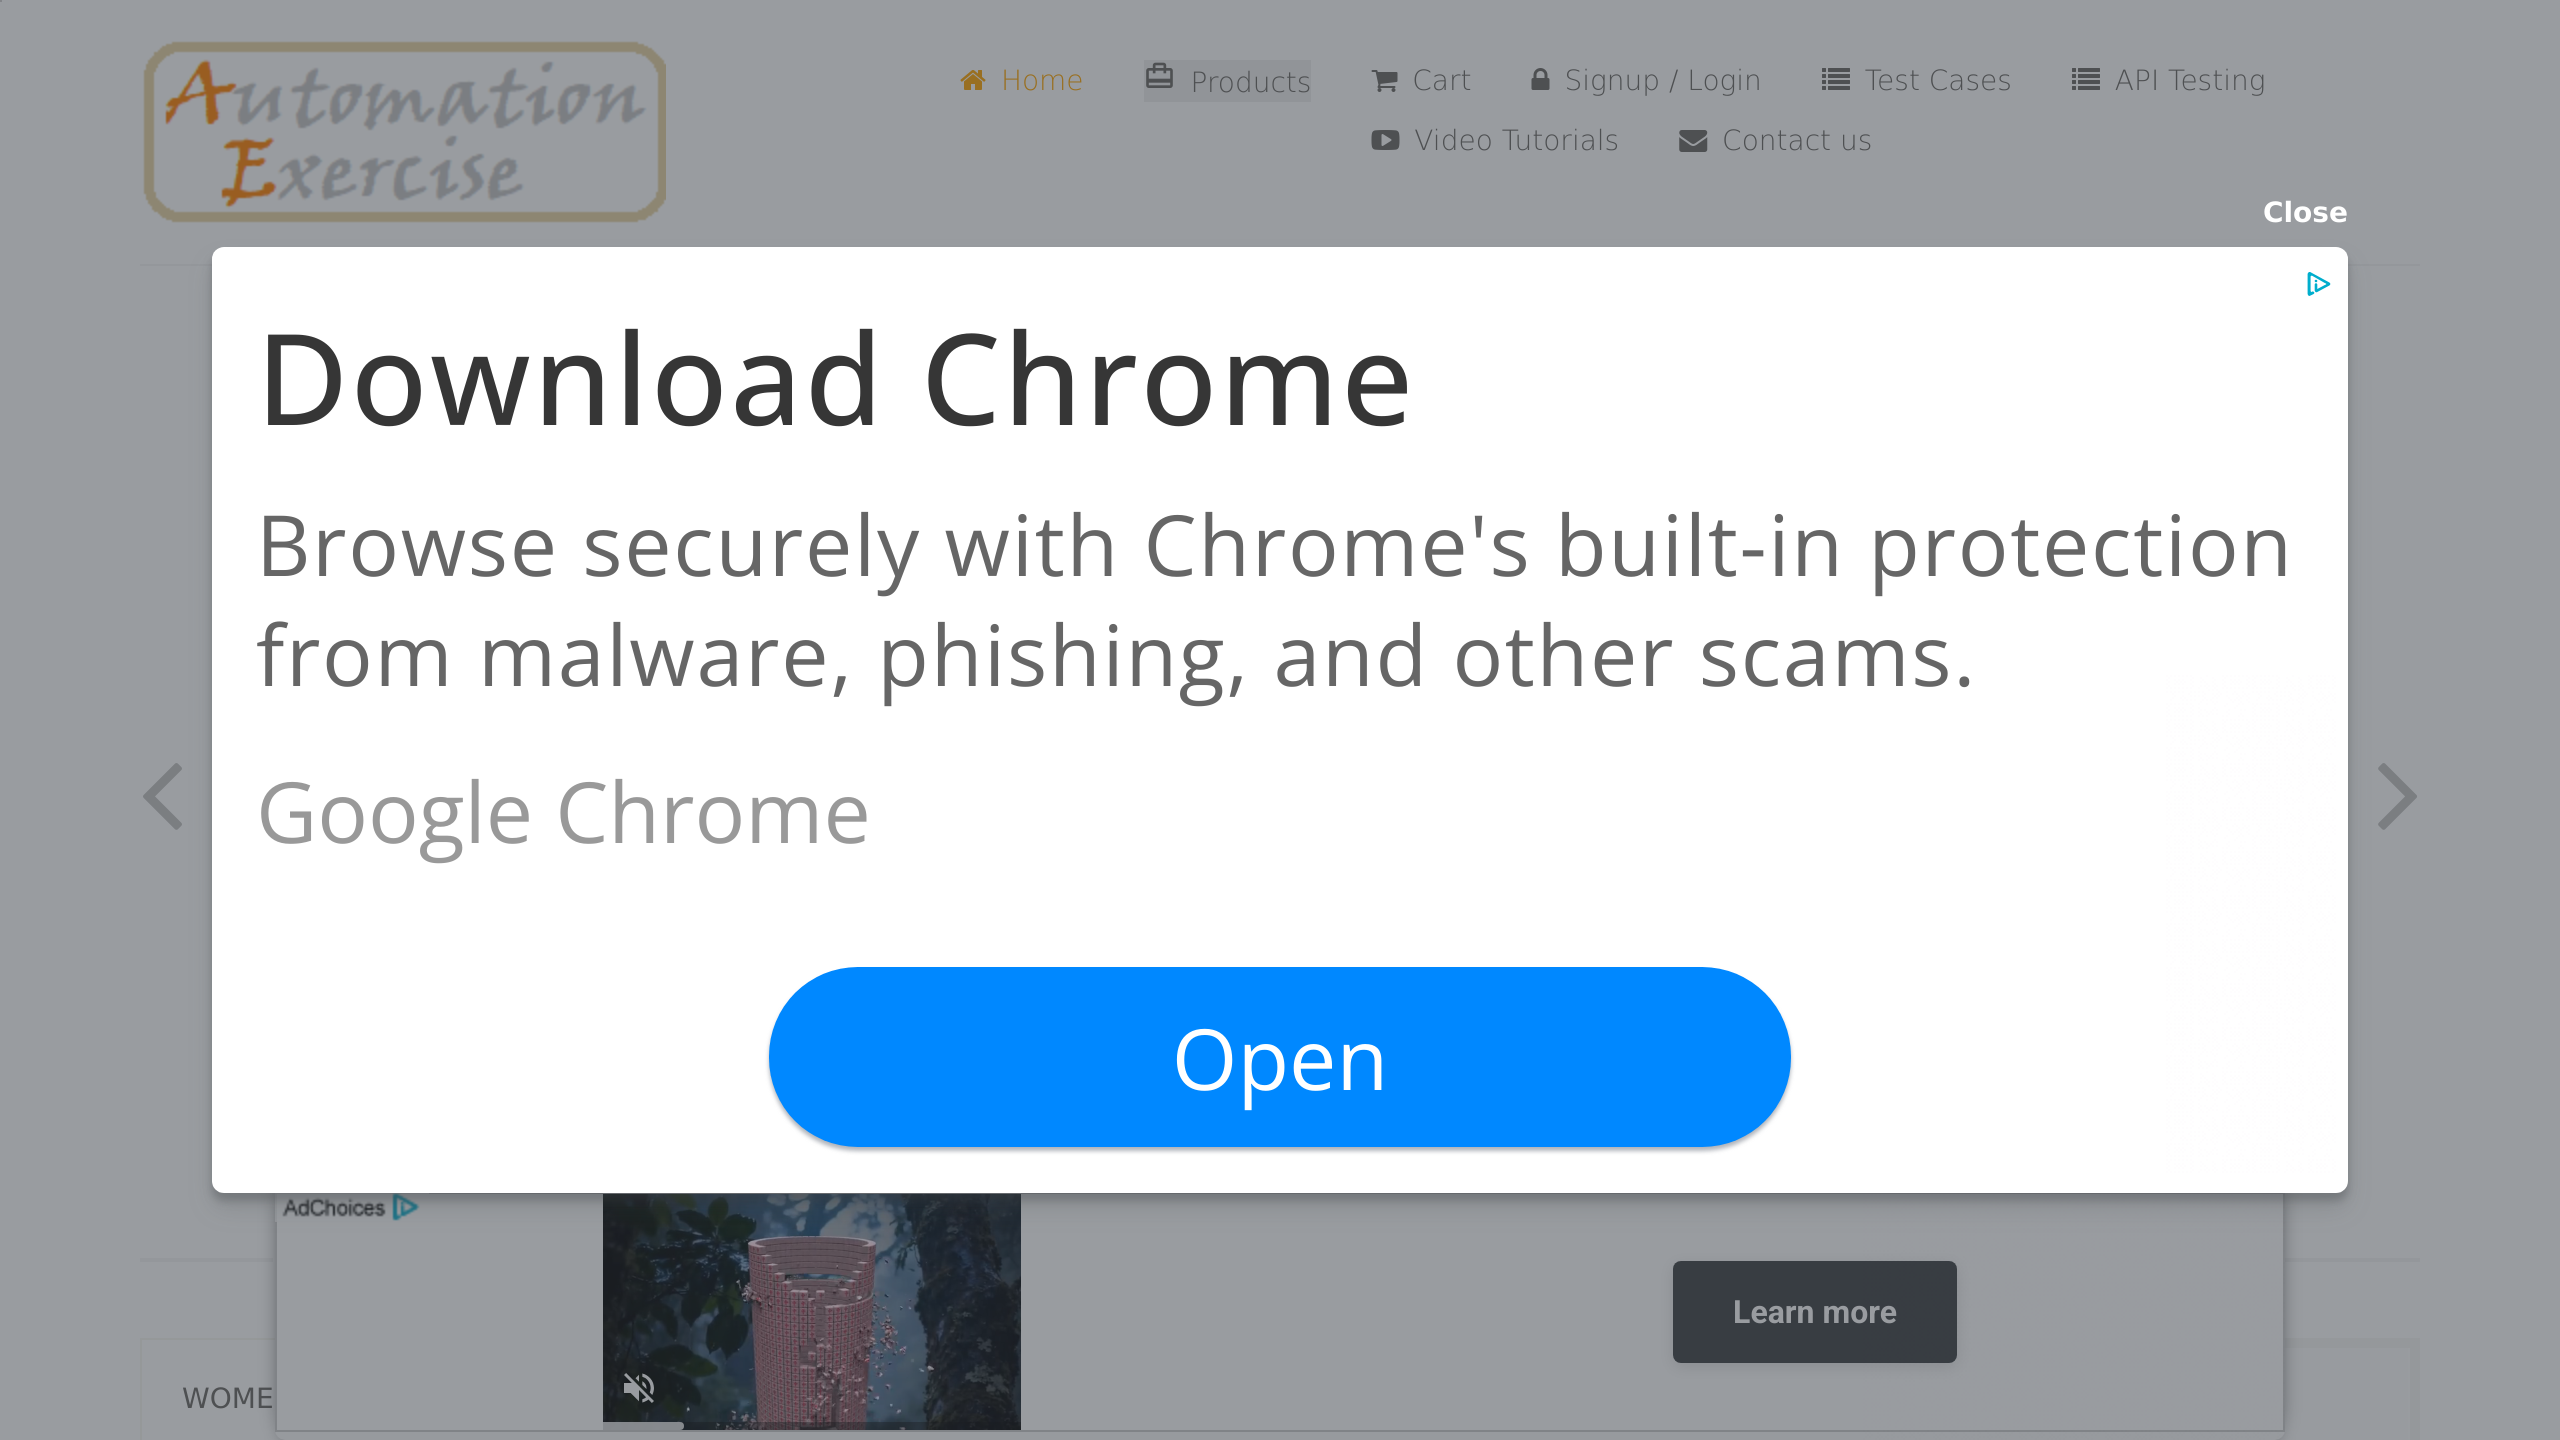 Automation
Exercise
Home
Products
Cart
Signup / Login
Test Cases
API Testing
Video Tutorials
Contact us
Close
Download Chrome
Browse securely with Chrome's built-in protection
from malware, phishing, and other scams.
Google Chrome
Open
AdChoices
Learn more
WOME